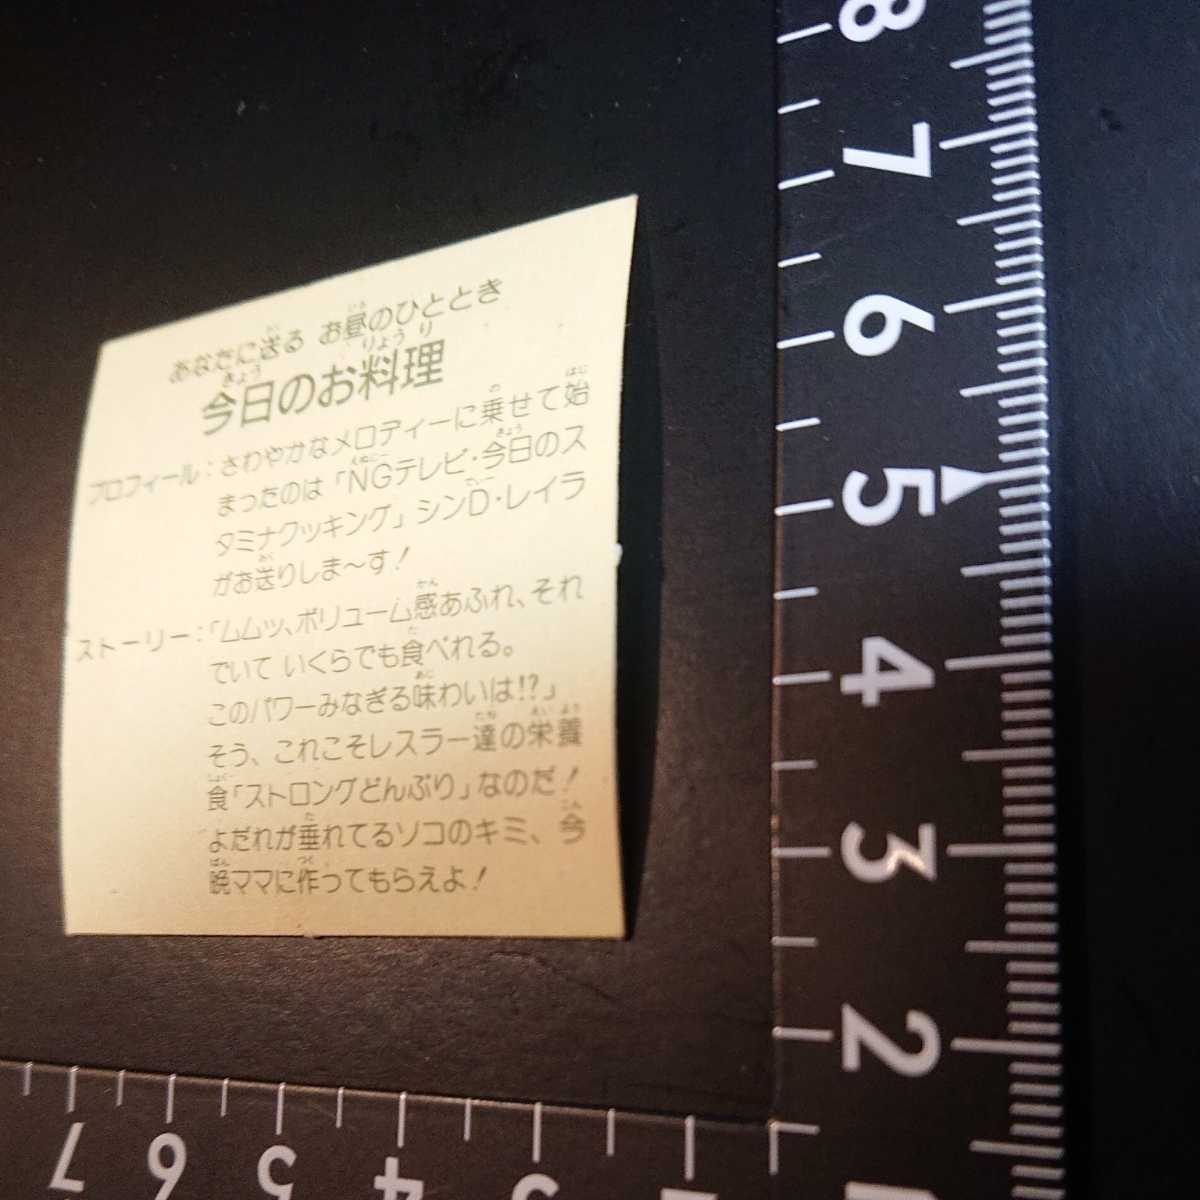 あなたに送る お昼のひととき
今日のお料理
プロフィール：さわやかなメロディーに乗せて始
まったのは「NGテレビ・今日のス
タミナクッキング」シンD・レイラ
がお送りしま〜す！
ストーリー：「ムムツ、ボリューム感あふれ、それ
でいて いくらでも食べれる。
このパワーみなぎる味わいは!?」
そう、これこそレスラー達の栄養
食「ストロングどんぶり」なのだ！
よだれが垂れてるソコのキミ、今
晩ママに作ってもらえよ！
8
7
6
5
4
3
2
7
6
5
4